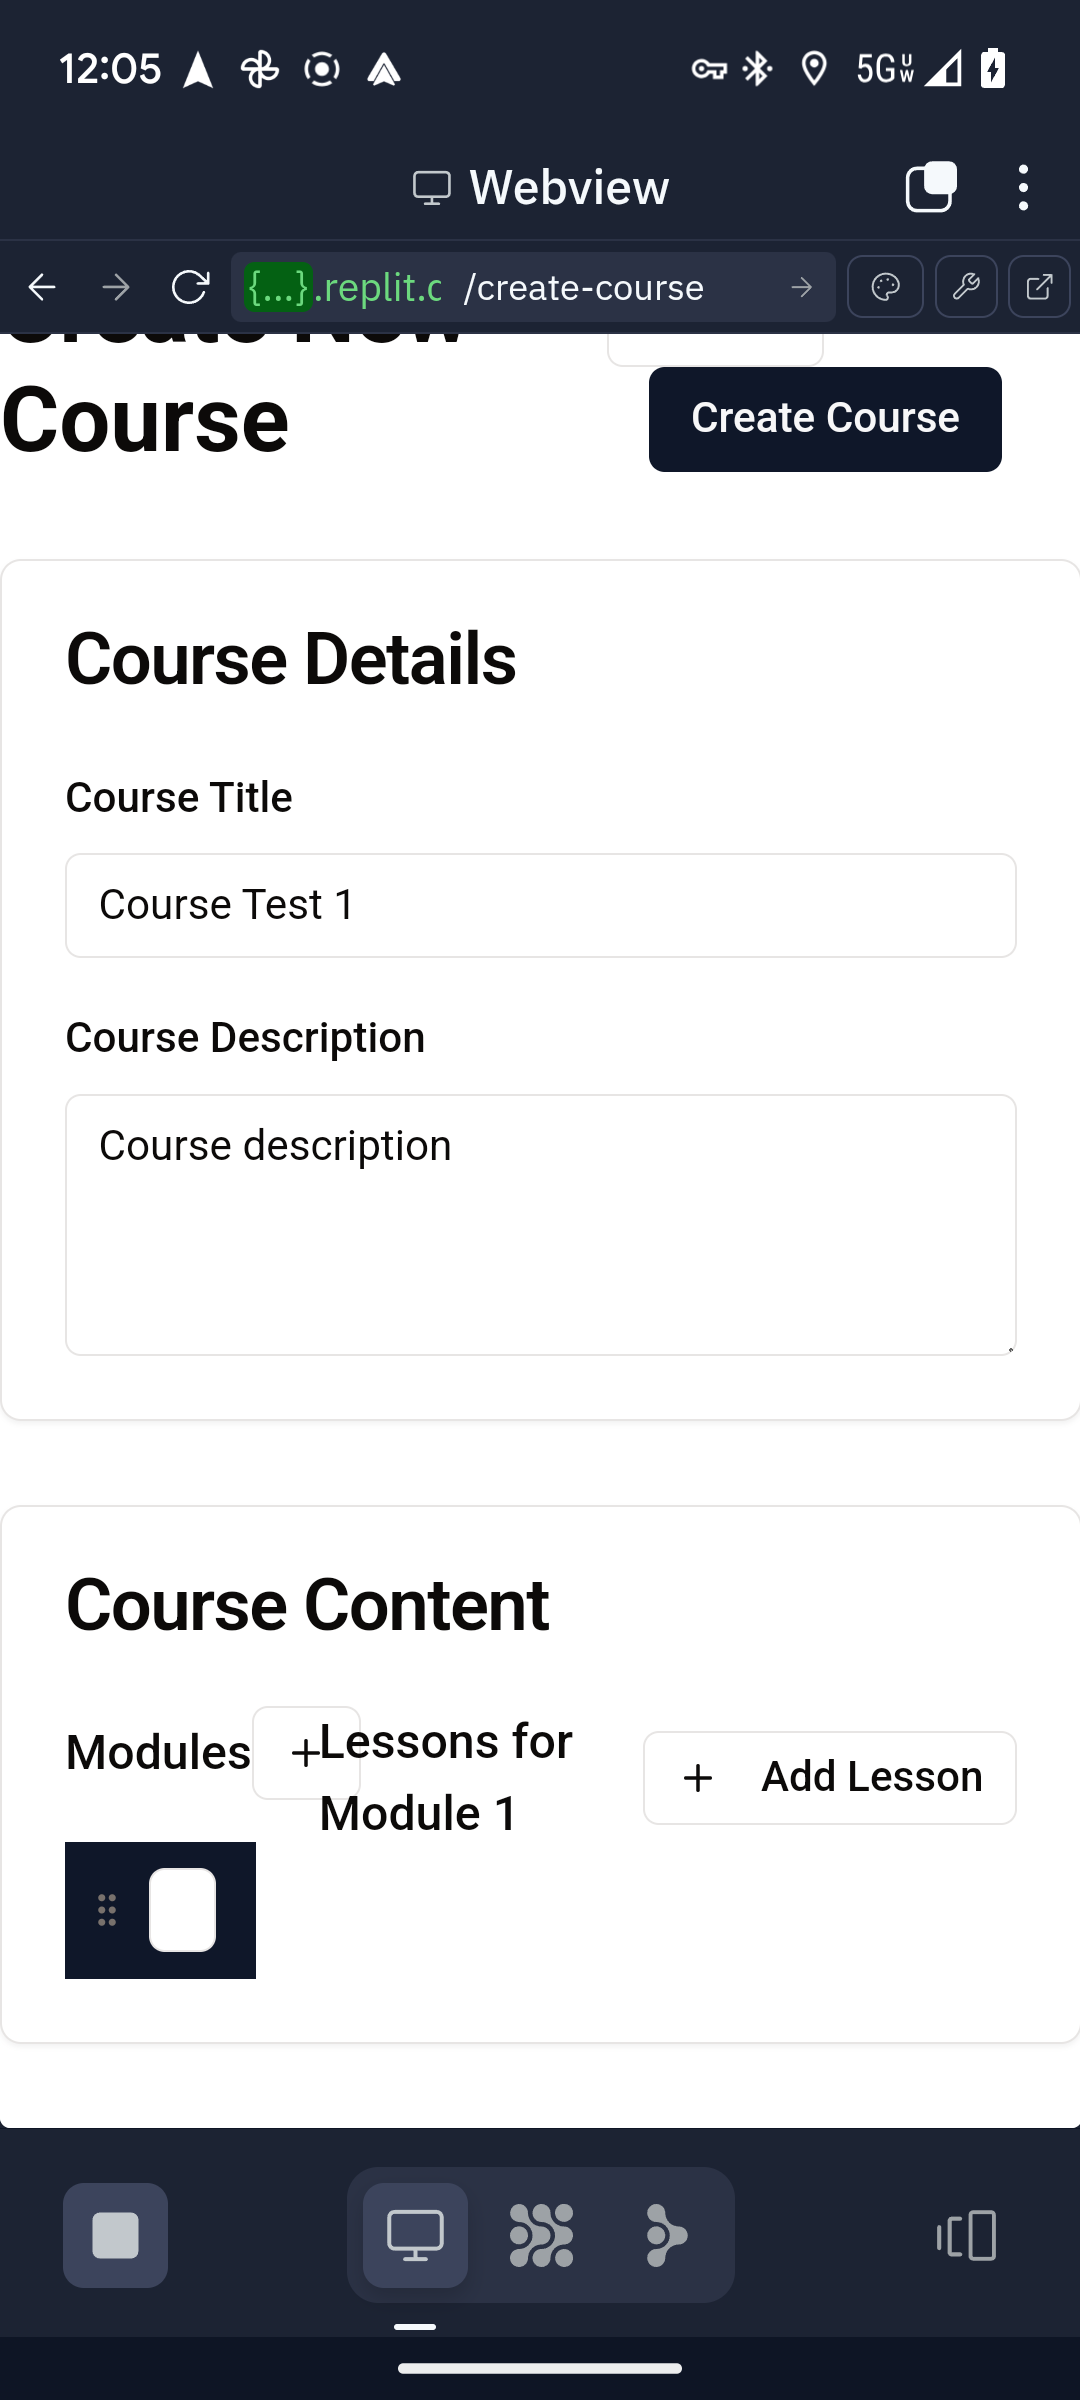 12:05
5G UW
Webview
{...}.replit.c /create-course
Create New
Course
Create Course
Course Details
Course Title
Course Test 1
Course Description
Course description
Course Content
Modules
Lessons for
Module 1
Add Lesson